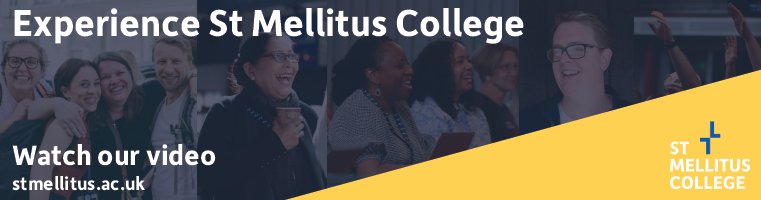 Experience St Mellitus College
Watch our video
stmellitus.ac.uk
ST
MELLITUS
COLLEGE